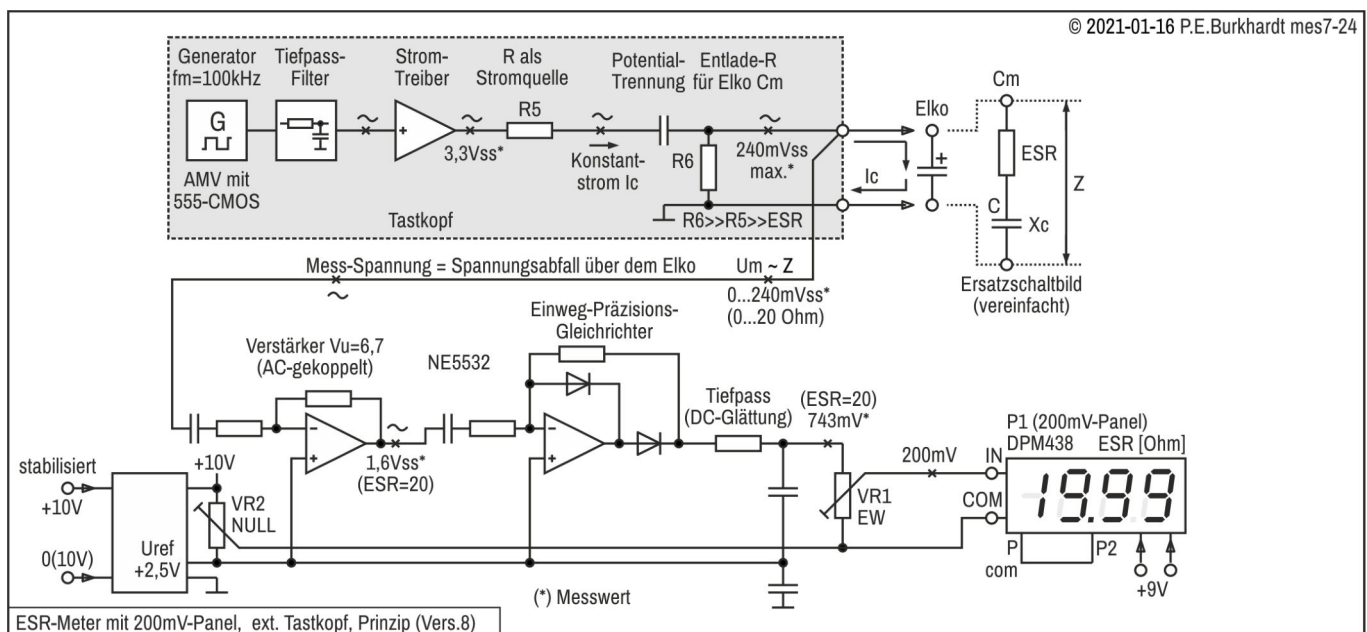 © 2021-01-16 P.E.Burkhardt mes7-24
Generator
fm=100kHz
Tiefpass-
Filter
Strom-
Treiber
R als
Stromquelle
Potential-
Trennung
Entlade-R
für Elko Cm
G
+
3,3Vss*
R5
Konstant-
strom Ic
R6
240mVss
max.*
AMV mit
555-CMOS
Tastkopf
R6>>R5>>ESR
Ic
Elko
+
Cm
ESR
C
Xc
Z
Ersatzschaltbild
(vereinfacht)
Mess-Spannung = Spannungsabfall über dem Elko
Um ~ Z
0...240mVss*
(0...20 Ohm)
Verstärker Vu=6,7
(AC-gekoppelt)
NE5532
Einweg-Präzisions-
Gleichrichter
Tiefpass
(DC-Glättung)
(ESR=20)
743mV*
−
+
1,6Vss*
(ESR=20)
−
+
200mV
VR1
EW
P1 (200mV-Panel)
DPM438 ESR [Ohm]
IN
COM
19.99
P
com
P2
+9V
stabilisiert
+10V
0(10V)
+10V
VR2
NULL
Uref
+2,5V
(*) Messwert
ESR-Meter mit 200mV-Panel, ext. Tastkopf, Prinzip (Vers.8)